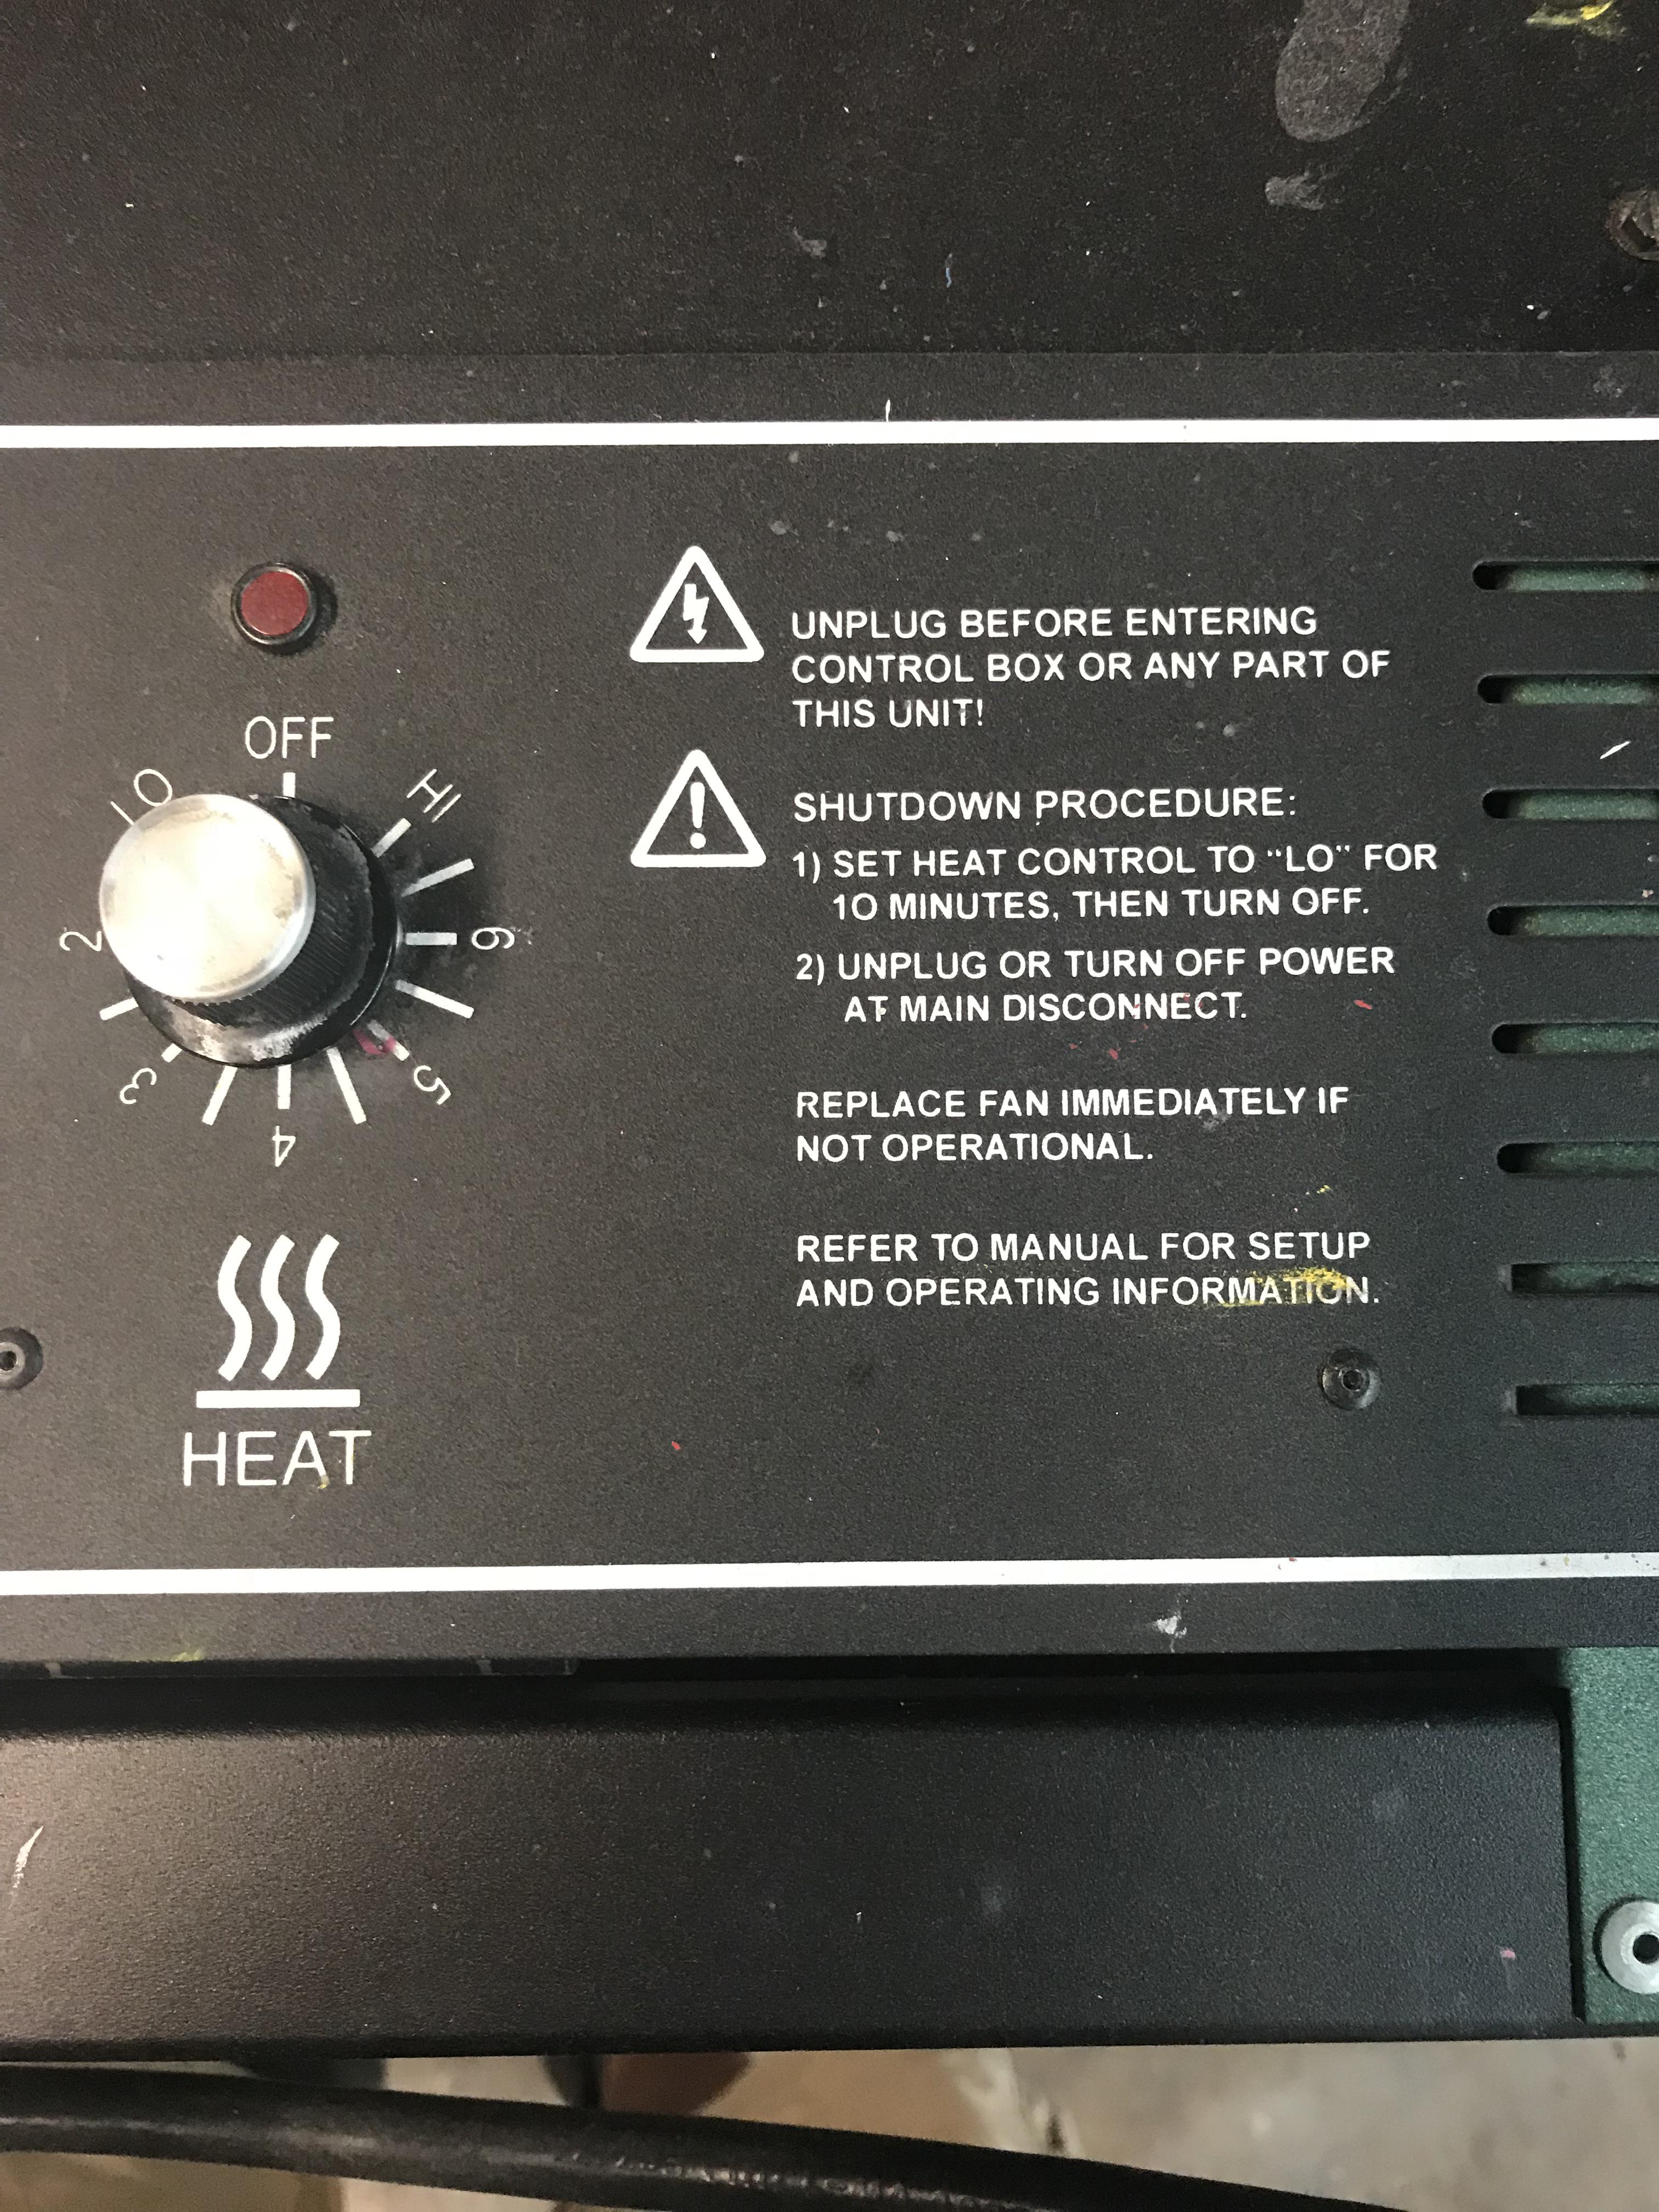 OFF
LO
HI
2
6
3
5
4
HEAT
UNPLUG BEFORE ENTERING
CONTROL BOX OR ANY PART OF
THIS UNIT!
SHUTDOWN PROCEDURE:
1) SET HEAT CONTROL TO “LO” FOR
10 MINUTES, THEN TURN OFF.
2) UNPLUG OR TURN OFF POWER
AT MAIN DISCONNECT.
REPLACE FAN IMMEDIATELY IF
NOT OPERATIONAL.
REFER TO MANUAL FOR SETUP
AND OPERATING INFORMATION.